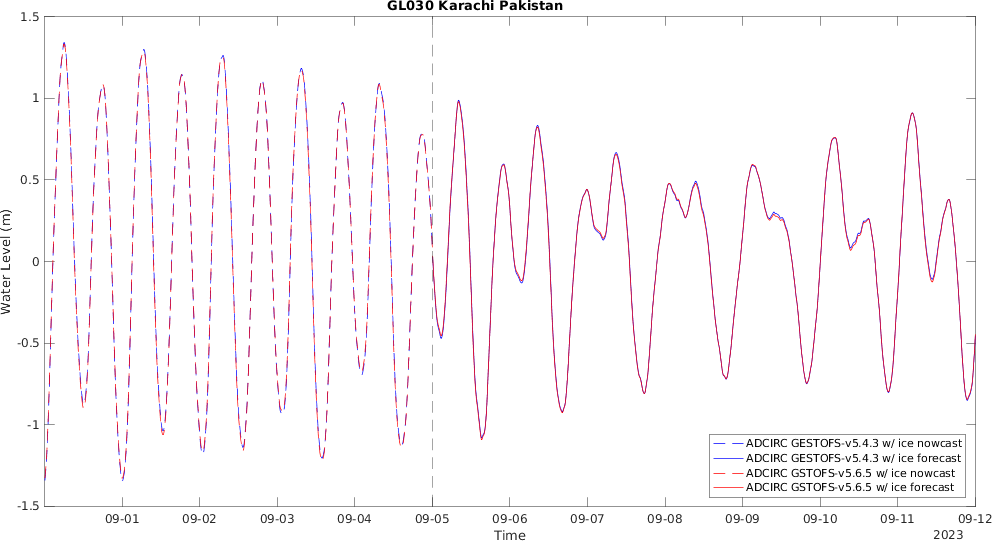 GL030 Karachi Pakistan
1.5
1
0.5
0
-0.5
-1
-1.5
Water Level (m)
ADCIRC GESTOFS-v5.4.3 w/ ice nowcast
ADCIRC GESTOFS-v5.4.3 w/ ice forecast
ADCIRC GSTOFS-v5.6.5 w/ ice nowcast
ADCIRC GSTOFS-v5.6.5 w/ ice forecast
09-01 09-02 09-03 09-04 09-05 09-06 09-07 09-08 09-09 09-10 09-11 09-12
Time
2023